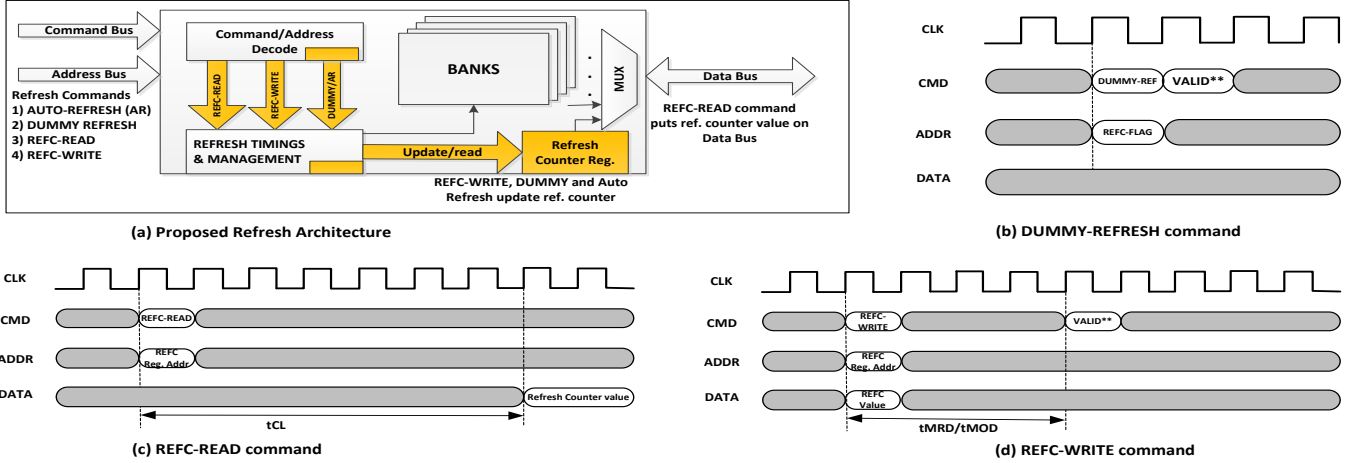 Command Bus
Address Bus
Refresh Commands
1) AUTO-REFRESH (AR)
2) DUMMY REFRESH
3) REFC-READ
4) REFC-WRITE
Command/Address
Decode
REFC-READ
REFC-WRITE
DUMMY/AR
REFRESH TIMINGS
& MANAGEMENT
BANKS
MUX
Update/read
Refresh
Counter Reg.
Data Bus
REFC-READ command
puts ref. counter value on
Data Bus
REFC-WRITE, DUMMY and Auto
Refresh update ref. counter
(a) Proposed Refresh Architecture
CLK
CMD
DUMMY-REF
VALID**
ADDR
REFC-FLAG
DATA
(b) DUMMY-REFRESH command
CLK
CMD
REFC-READ
ADDR
REFC
Reg. Addr
DATA
Refresh Counter value
tCL
(c) REFC-READ command
CLK
CMD
REFC-
WRITE
VALID**
ADDR
REFC
Reg. Addr
DATA
REFC
Value
tMRD/tMOD
(d) REFC-WRITE command